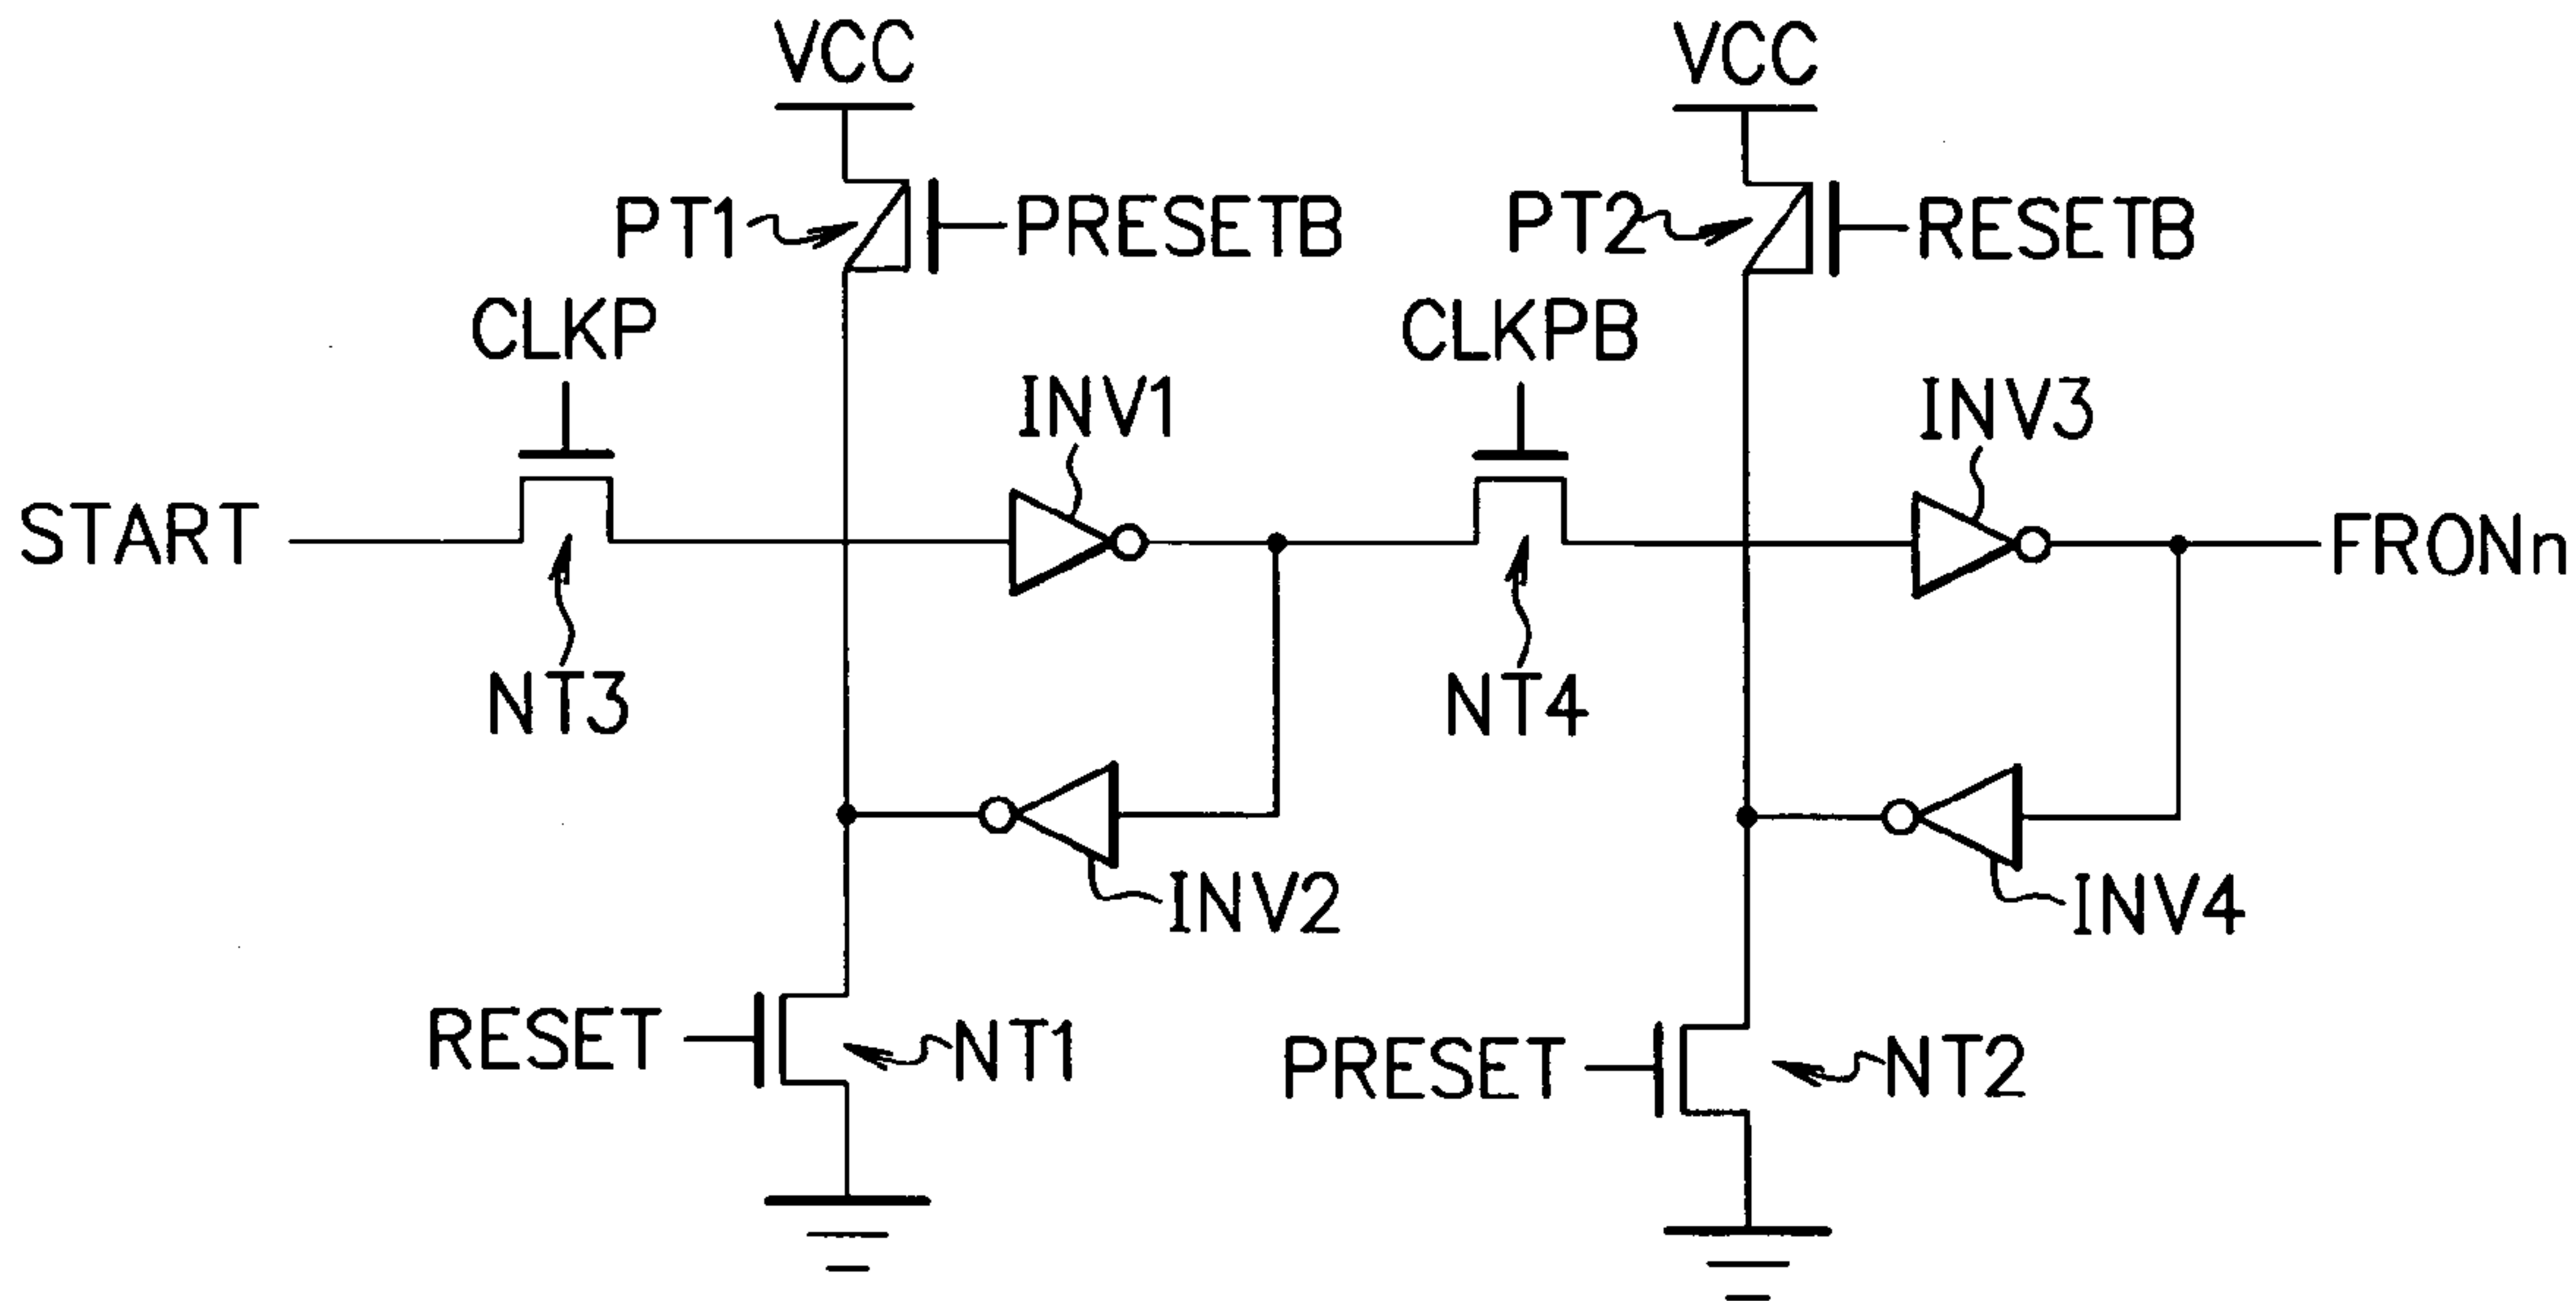 VCC
VCC
PT1
PRESETB
PT2
RESETB
CLKP
CLKPB
INV1
INV3
START
FRONn
NT3
NT4
INV2
INV4
RESET
NT1
PRESET
NT2